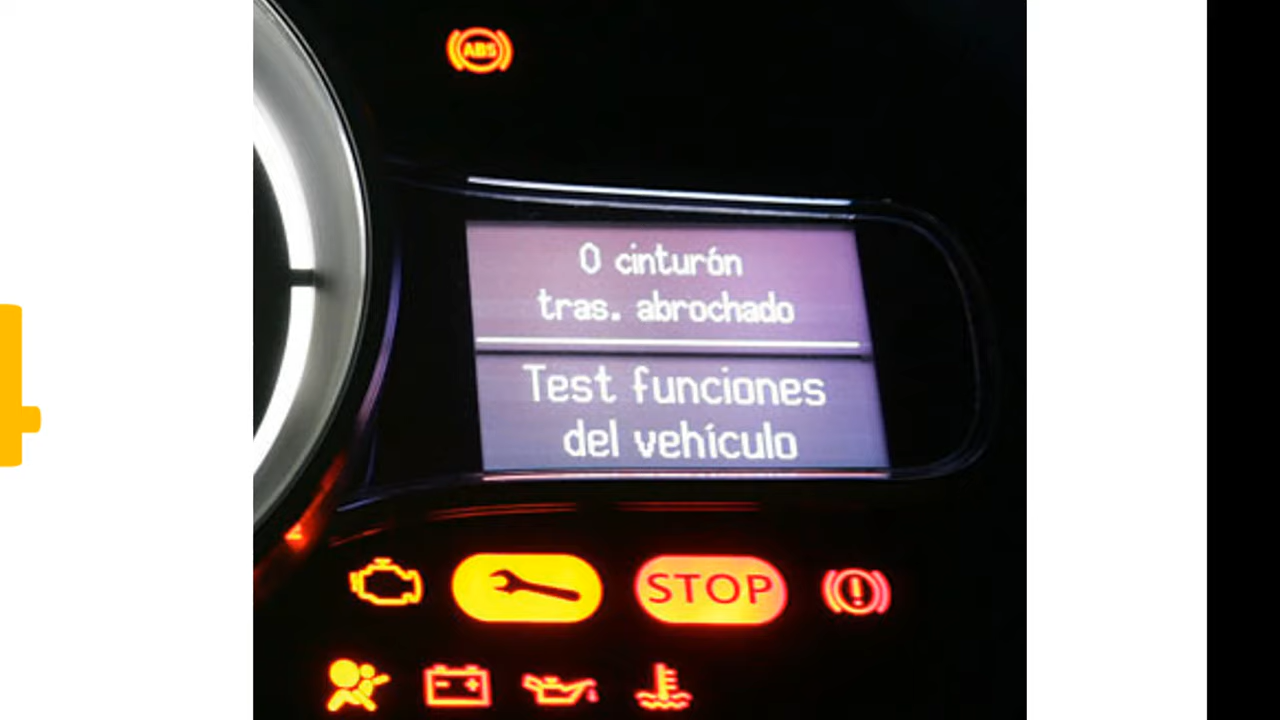 ABS
0 cinturón
tras. abrochado
Test funciones
del vehículo
STOP